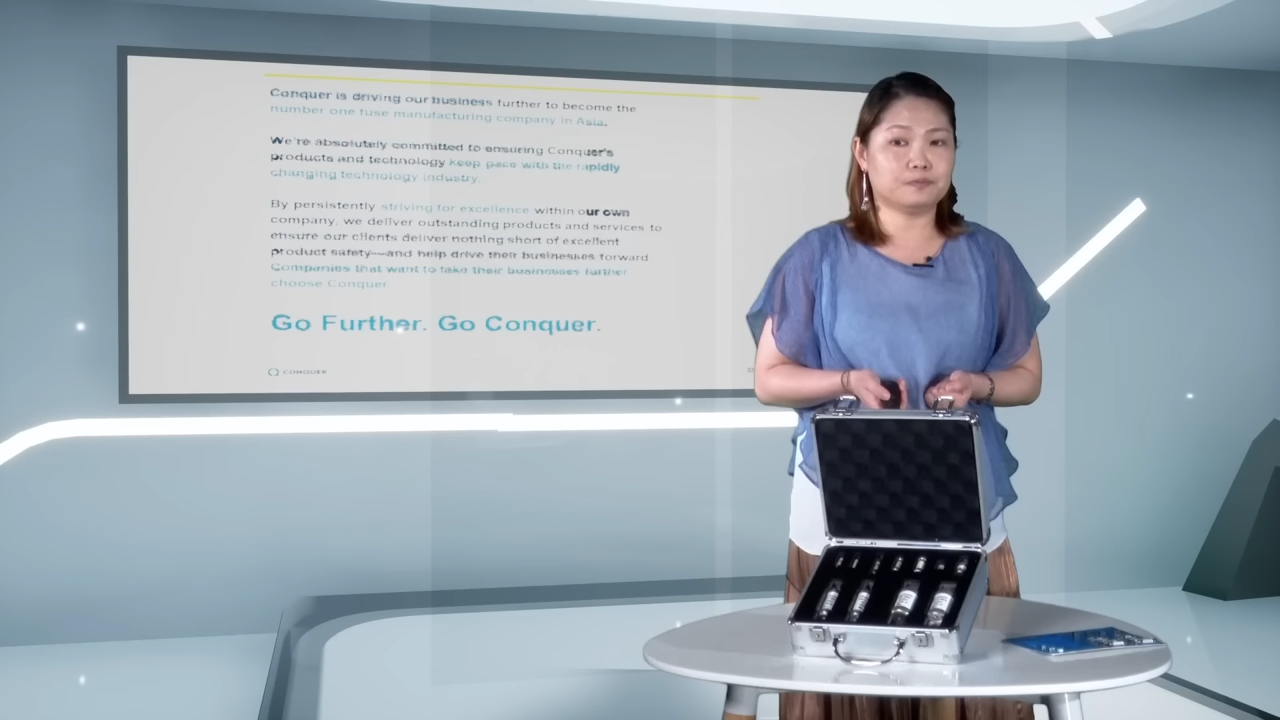 Conquer is driving our business further to become the
number one fuse manufacturing company in Asia.
We're absolutely committed to ensuring Conquer's
products and technology keep pace with the rapidly
changing technology industry.
By persistently striving for excellence within our own
company, we deliver outstanding products and services to
ensure our clients deliver nothing short of excellent
product safety—and help drive their businesses forward
Companies that want to take their businesses further
choose Conquer.
Go Further. Go Conquer.
CONQUER